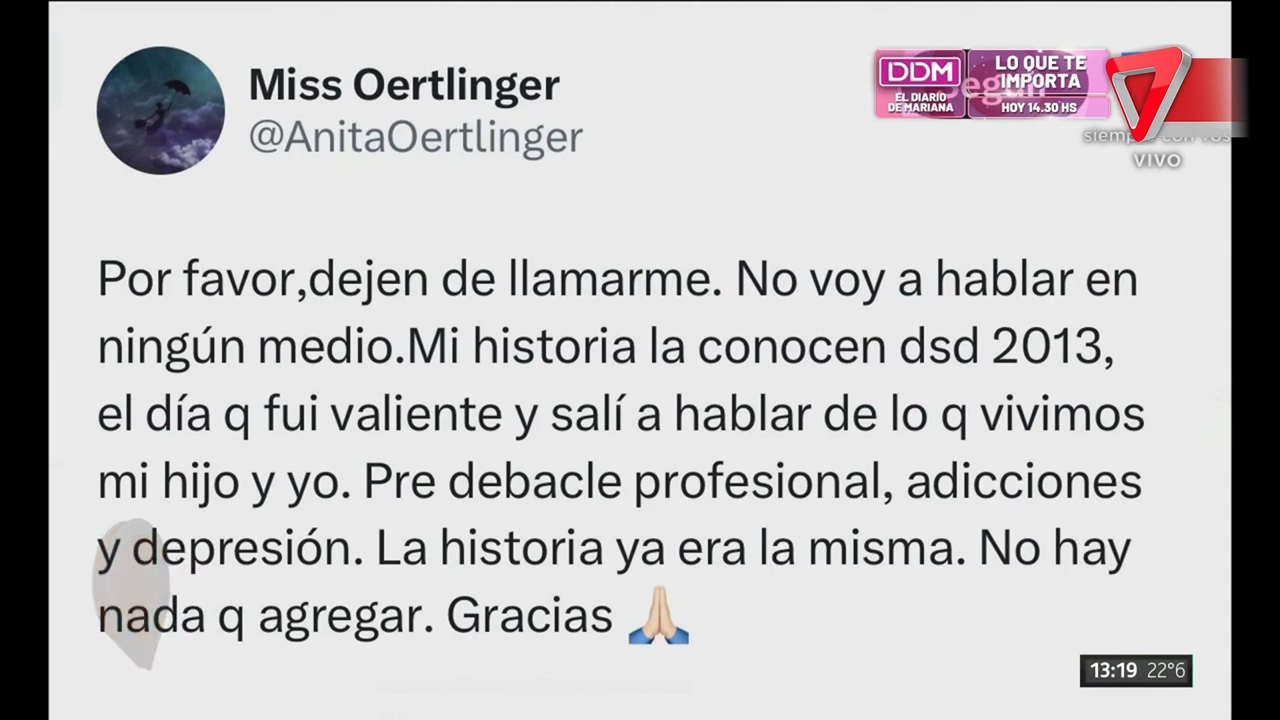 Miss Oertlinger
@AnitaOertlinger
DDM
EL DIARIO
DE MARIANA
LO QUE TE
IMPORTA
HOY 14.30 HS
VIVO
Por favor,dejen de llamarme. No voy a hablar en
ningún medio.Mi historia la conocen dsd 2013,
el día q fui valiente y salí a hablar de lo q vivimos
mi hijo y yo. Pre debacle profesional, adicciones
y depresión. La historia ya era la misma. No hay
nada q agregar. Gracias 🙏🏻
13:19 22°6